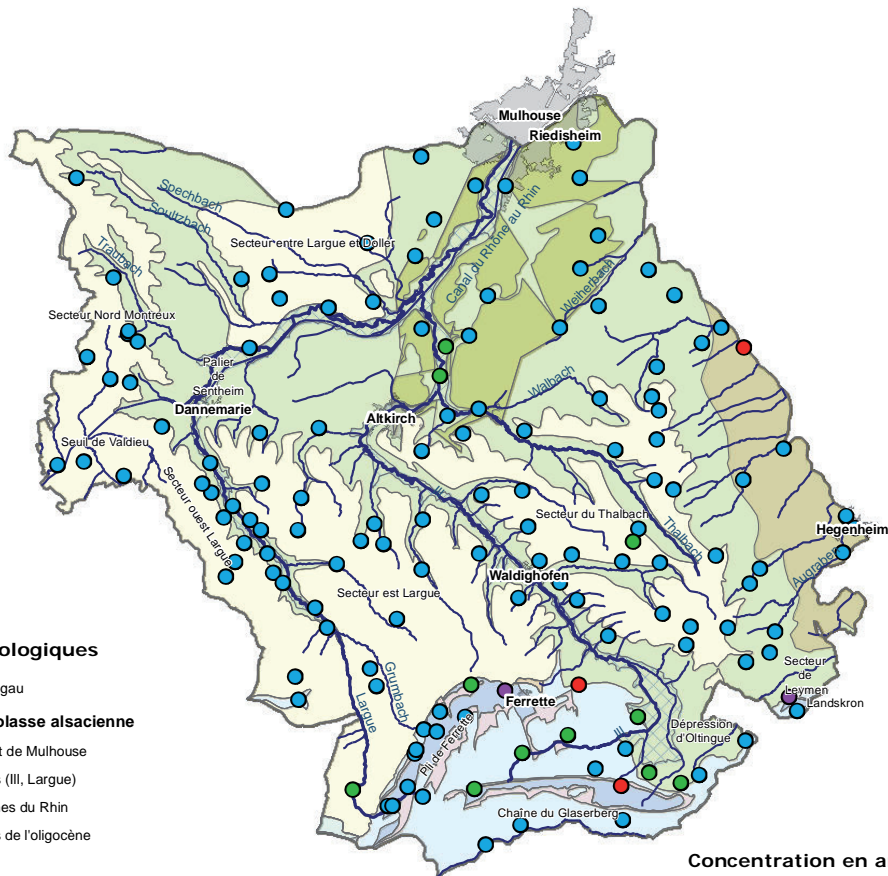 Mulhouse
Riedisheim
Spechbach
Soultzbach
Secteur entre Largue et Doller
Canal du Rhône au Rhin
Traubach
Weiherbach
Secteur Nord Montreux
Palier
de
Sentheim
Walbach
Dannemarie
Altkirch
Seuil de Valdieu
Secteur ouest Largue
Ill
Secteur du Thalbach
Thalbach
Hegenheim
Augraben
Waldighofen
Secteur est Largue
ologiques
gau
olasse alsacienne
t de Mulhouse
s (Ill, Largue)
es du Rhin
s de l'oligocène
Grumbach
Largue
Secteur
de
Leymen
Landskron
Ferrette
Pli de Ferrette
Ill
Dépression
d'Oltingue
Chaîne du Glaserberg
Concentration en a